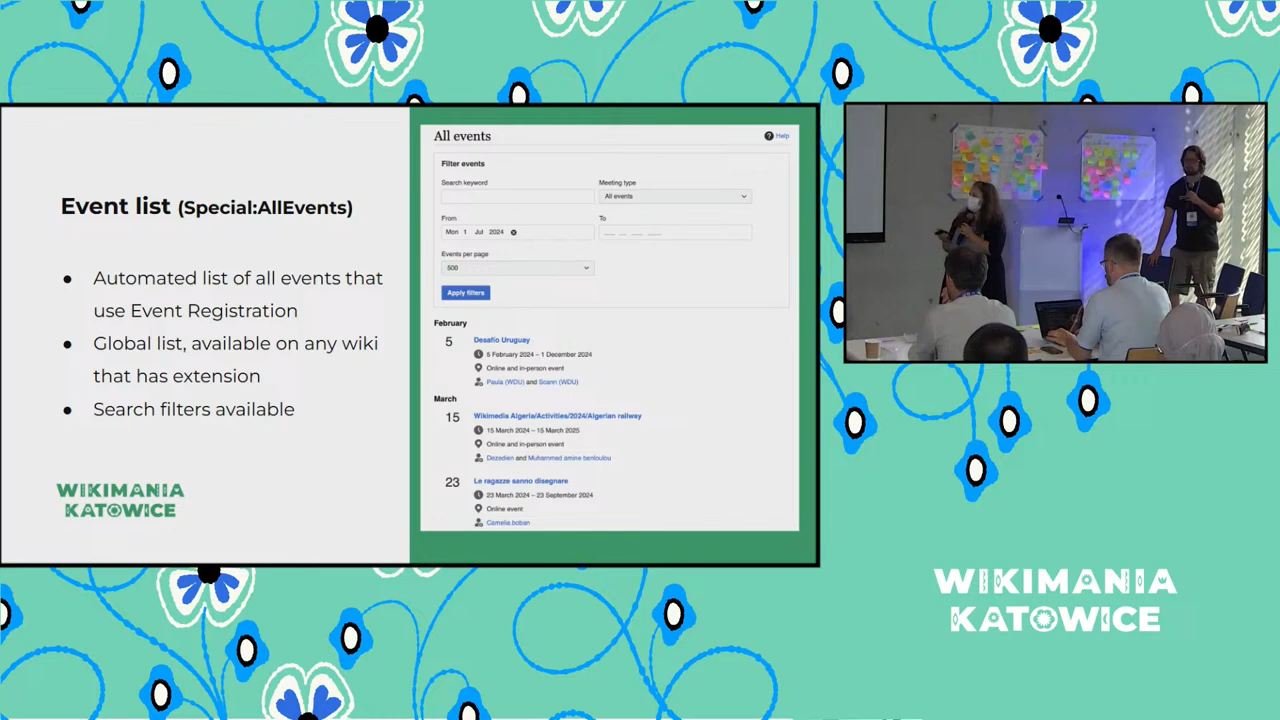 Event list (Special:AllEvents)
● Automated list of all events that
use Event Registration
● Global list, available on any wiki
that has extension
● Search filters available
WIKIMANIA
KATOWICE
All events
Help
Filter events
Search keyword
Meeting type
All events
From
To
Mon 1 Jul 2024
Events per page
500
Apply filters
February
5
Desafío Uruguay
5 February 2024 – 1 December 2024
Online and in-person event
Paula (WDU) and Scann (WDU)
March
15
Wikimedia Algeria/Activities/2024/Algerian railway
15 March 2024 – 15 March 2025
Online and in-person event
Dezedien and Muhammad amine benloulou
23
Le ragazze sanno disegnare
23 March 2024 – 23 September 2024
Online event
Camelia.boban
WIKIMANIA
KATOWICE